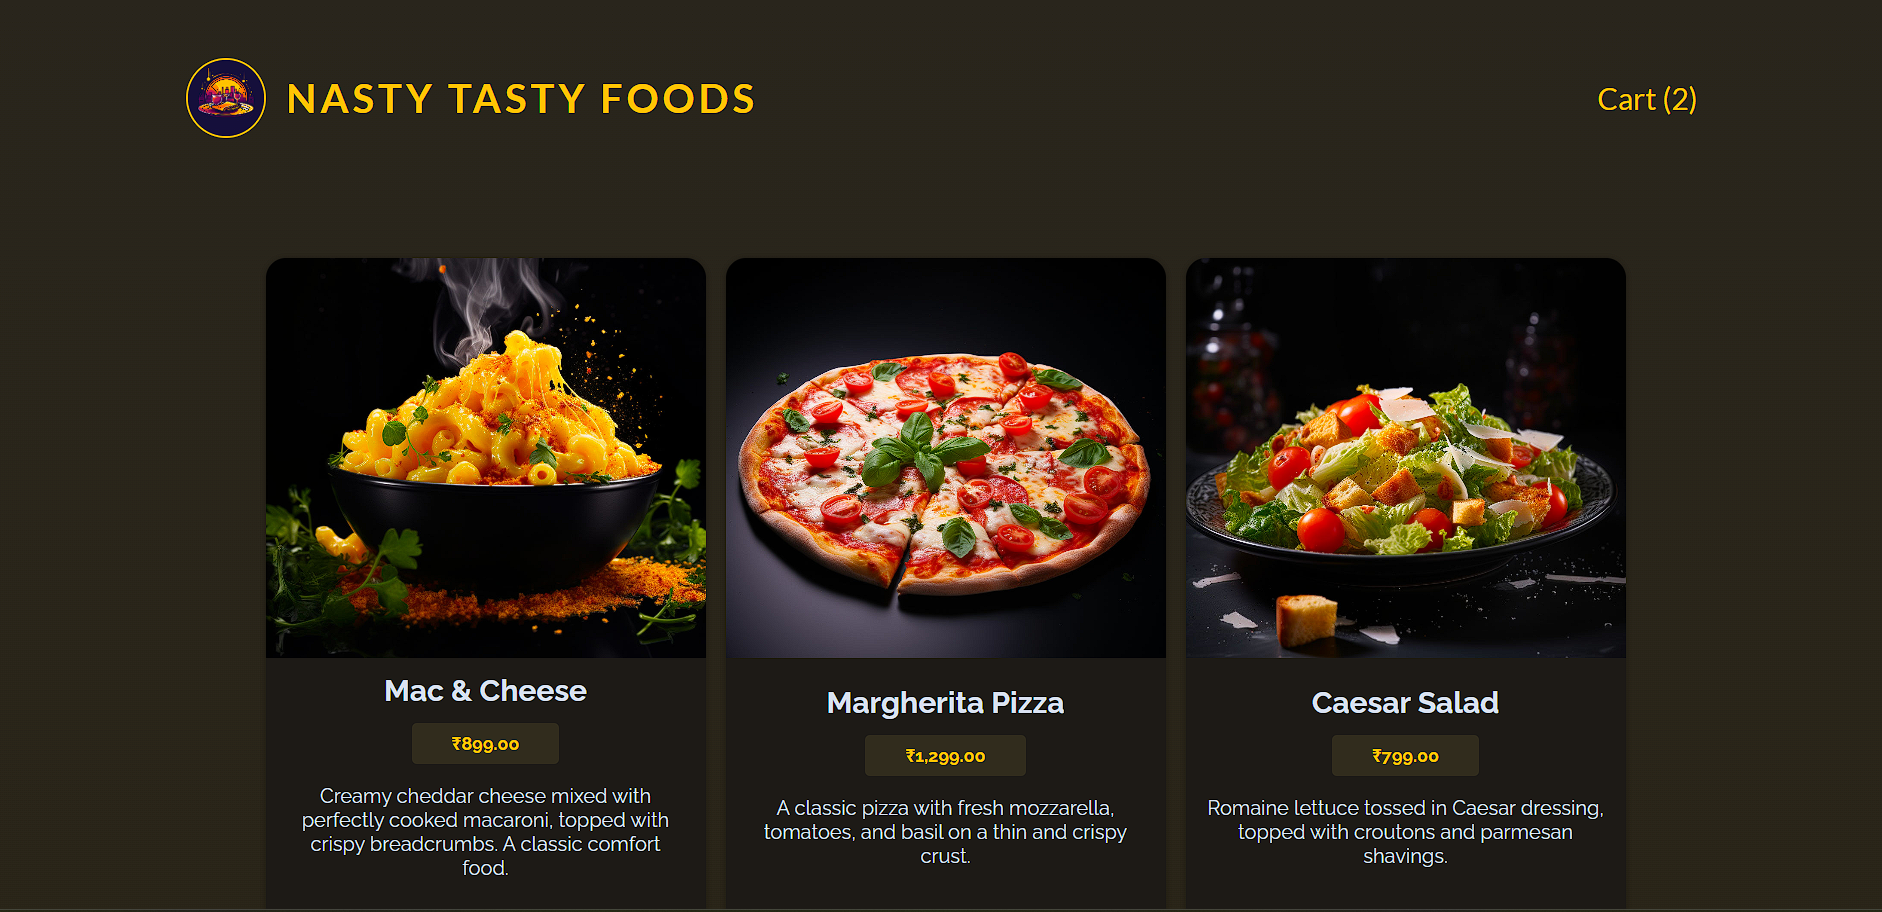 NASTY TASTY FOODS
Cart (2)
Mac & Cheese
₹899.00
Creamy cheddar cheese mixed with
perfectly cooked macaroni, topped with
crispy breadcrumbs. A classic comfort
food.
Margherita Pizza
₹1,299.00
A classic pizza with fresh mozzarella,
tomatoes, and basil on a thin and crispy
crust.
Caesar Salad
₹799.00
Romaine lettuce tossed in Caesar dressing,
topped with croutons and parmesan
shavings.